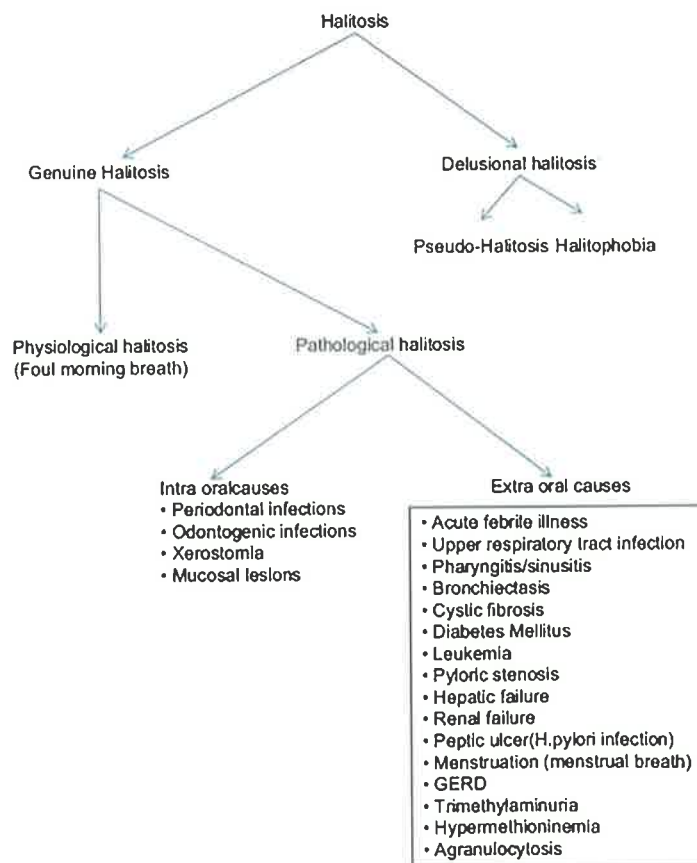 Halitosis
Genuine Halitosis
Delusional halitosis
Pseudo-Halitosis Halitophobia
Physiological halitosis
(Foul morning breath)
Pathological halitosis
Intra oralcauses
• Periodontal infections
• Odontogenic infections
• Xerostomia
• Mucosal lesions
Extra oral causes
• Acute febrite illness
• Upper respiratory tract infection
• Pharyngitis/sinusitis
• Bronchiectasis
• Cystic fibrosis
• Diabetes Mellitus
• Leukemia
• Pyloric stenosis
• Hepatic failure
• Renal failure
• Peptic ulcer(H.pylori infection)
• Menstruation (menstrual breath)
• GERD
• Trimethylaminuria
• Hypermethioninemia
• Agranulocytosis